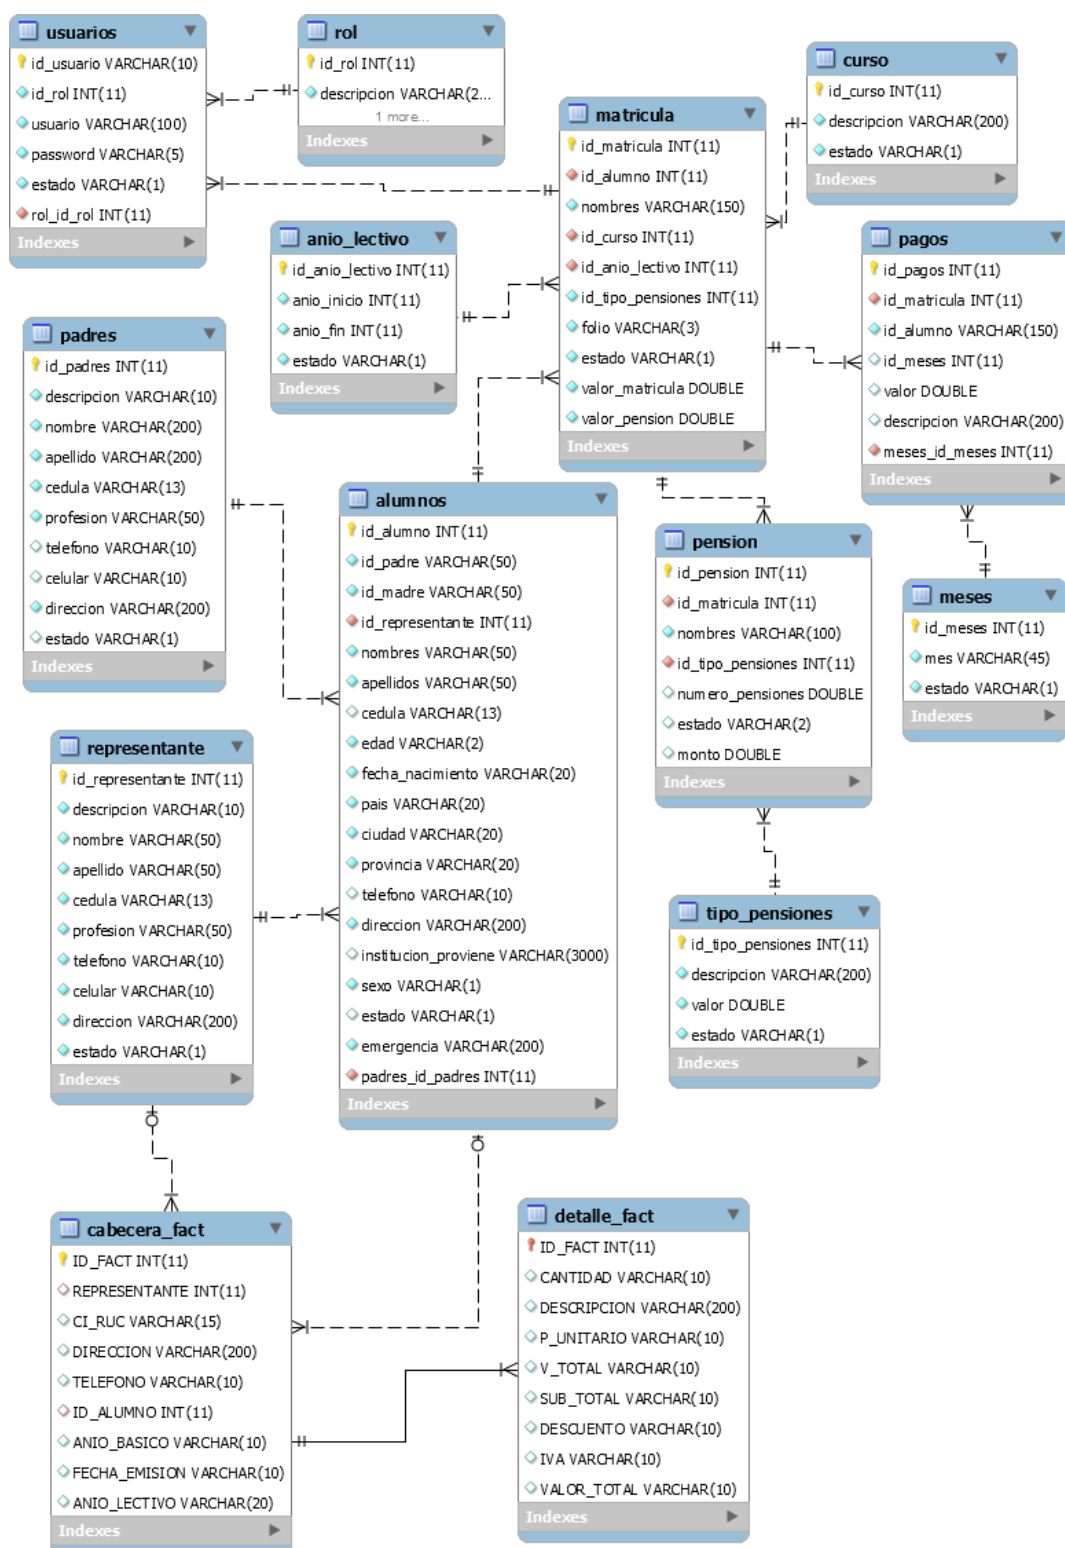 usuarios
id_usuario VARCHAR(10)
id_rol INT(11)
usuario VARCHAR(100)
password VARCHAR(5)
estado VARCHAR(1)
rol_id_rol INT(11)
Indexes
rol
id_rol INT(11)
descripcion VARCHAR(2...
1 more...
Indexes
curso
id_curso INT(11)
descripcion VARCHAR(200)
estado VARCHAR(1)
Indexes
matricula
id_matricula INT(11)
id_alumno INT(11)
nombres VARCHAR(150)
id_curso INT(11)
id_anio_lectivo INT(11)
id_tipo_pensiones INT(11)
folio VARCHAR(3)
estado VARCHAR(1)
valor_matricula DOUBLE
valor_pension DOUBLE
Indexes
anio_lectivo
id_anio_lectivo INT(11)
anio_inicio INT(11)
anio_fin INT(11)
estado VARCHAR(1)
Indexes
pagos
id_pagos INT(11)
id_matricula INT(11)
id_alumno VARCHAR(150)
id_meses INT(11)
valor DOUBLE
descripcion VARCHAR(200)
meses_id_meses INT(11)
Indexes
padres
id_padres INT(11)
descripcion VARCHAR(10)
nombre VARCHAR(200)
apellido VARCHAR(200)
cedula VARCHAR(13)
profesion VARCHAR(50)
telefono VARCHAR(10)
celular VARCHAR(10)
direccion VARCHAR(200)
estado VARCHAR(1)
Indexes
alumnos
id_alumno INT(11)
id_padre VARCHAR(50)
id_madre VARCHAR(50)
id_representante INT(11)
nombres VARCHAR(50)
apellidos VARCHAR(50)
cedula VARCHAR(13)
edad VARCHAR(2)
fecha_nacimiento VARCHAR(20)
pais VARCHAR(20)
ciudad VARCHAR(20)
provincia VARCHAR(20)
telefono VARCHAR(10)
direccion VARCHAR(200)
institucion_proviene VARCHAR(3000)
sexo VARCHAR(1)
estado VARCHAR(1)
emergencia VARCHAR(200)
padres_id_padres INT(11)
Indexes
pension
id_pension INT(11)
id_matricula INT(11)
nombres VARCHAR(100)
id_tipo_pensiones INT(11)
numero_pensiones DOUBLE
estado VARCHAR(2)
monto DOUBLE
Indexes
meses
id_meses INT(11)
mes VARCHAR(45)
estado VARCHAR(1)
Indexes
representante
id_representante INT(11)
descripcion VARCHAR(10)
nombre VARCHAR(50)
apellido VARCHAR(50)
cedula VARCHAR(13)
profesion VARCHAR(50)
telefono VARCHAR(10)
celular VARCHAR(10)
direccion VARCHAR(200)
estado VARCHAR(1)
Indexes
tipo_pensiones
id_tipo_pensiones INT(11)
descripcion VARCHAR(200)
valor DOUBLE
estado VARCHAR(1)
Indexes
cabecera_fact
ID_FACT INT(11)
REPRESENTANTE INT(11)
CI_RUC VARCHAR(15)
DIRECCION VARCHAR(200)
TELEFONO VARCHAR(10)
ID_ALUMNO INT(11)
ANIO_BASICO VARCHAR(10)
FECHA_EMISION VARCHAR(10)
ANIO_LECTIVO VARCHAR(20)
Indexes
detalle_fact
ID_FACT INT(11)
CANTIDAD VARCHAR(10)
DESCRIPCION VARCHAR(200)
P_UNITARIO VARCHAR(10)
V_TOTAL VARCHAR(10)
SUB_TOTAL VARCHAR(10)
DESCUENTO VARCHAR(10)
IVA VARCHAR(10)
VALOR_TOTAL VARCHAR(10)
Indexes